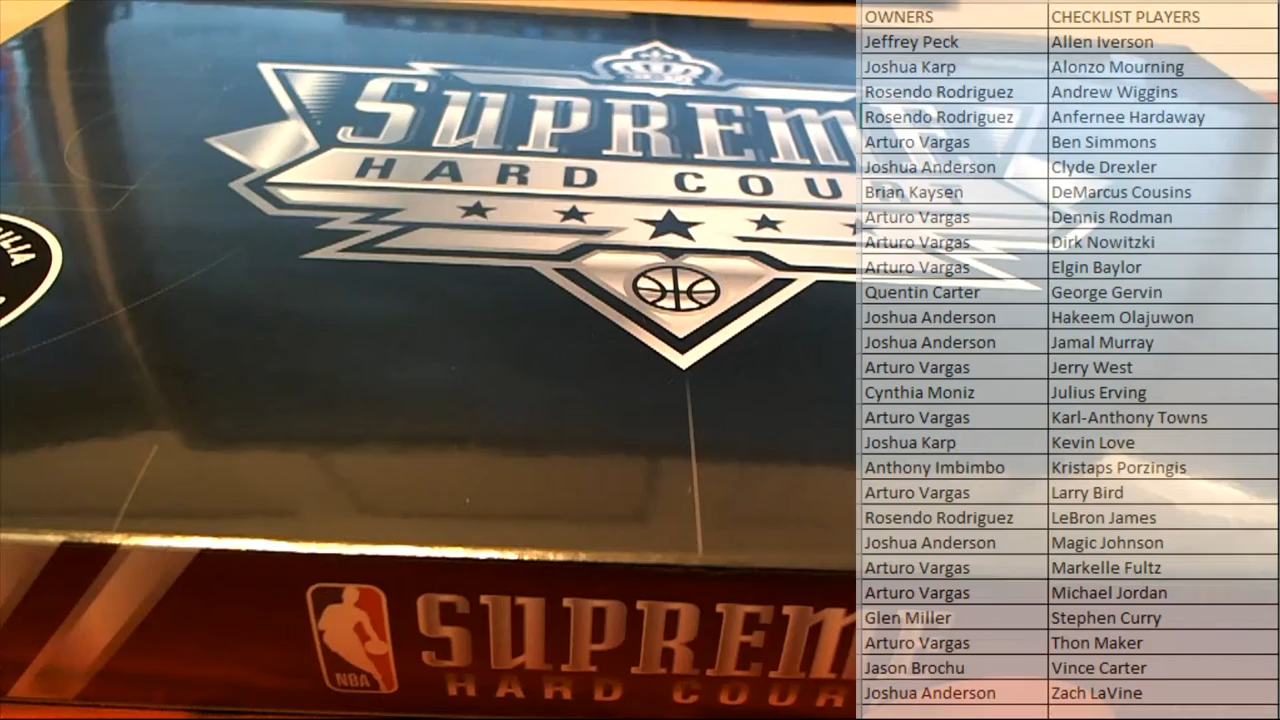 SUPREM
HARD COU
ILIA
NBA
SUPREME
HARD COUR
OWNERS CHECKLIST PLAYERS
Jeffrey Peck Allen Iverson
Joshua Karp Alonzo Mourning
Rosendo Rodriguez Andrew Wiggins
Rosendo Rodriguez Anfernee Hardaway
Arturo Vargas Ben Simmons
Joshua Anderson Clyde Drexler
Brian Kaysen DeMarcus Cousins
Arturo Vargas Dennis Rodman
Arturo Vargas Dirk Nowitzki
Arturo Vargas Elgin Baylor
Quentin Carter George Gervin
Joshua Anderson Hakeem Olajuwon
Joshua Anderson Jamal Murray
Arturo Vargas Jerry West
Cynthia Moniz Julius Erving
Arturo Vargas Karl-Anthony Towns
Joshua Karp Kevin Love
Anthony Imbimbo Kristaps Porzingis
Arturo Vargas Larry Bird
Rosendo Rodriguez LeBron James
Joshua Anderson Magic Johnson
Arturo Vargas Markelle Fultz
Arturo Vargas Michael Jordan
Glen Miller Stephen Curry
Arturo Vargas Thon Maker
Jason Brochu Vince Carter
Joshua Anderson Zach LaVine